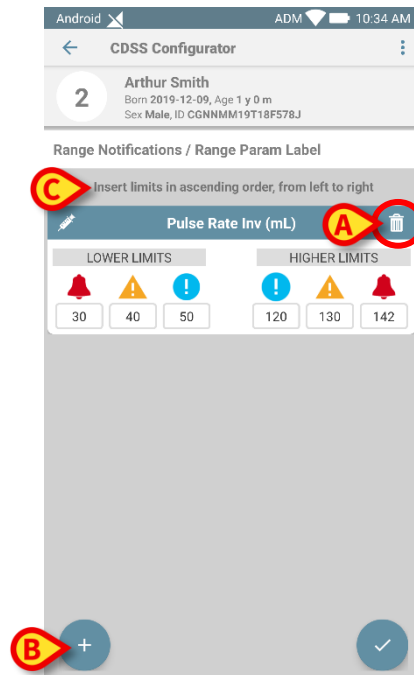 Android ADM 10:34 AM
CDSS Configurator
2
Arthur Smith
Born 2019-12-09, Age 1 y 0 m
Sex Male, ID CGNNMM19T18F578J
Range Notifications / Range Param Label
C
Insert limits in ascending order, from left to right
Pulse Rate Inv (mL)
A
LOWER LIMITS HIGHER LIMITS
30 40 50 120 130 142
B